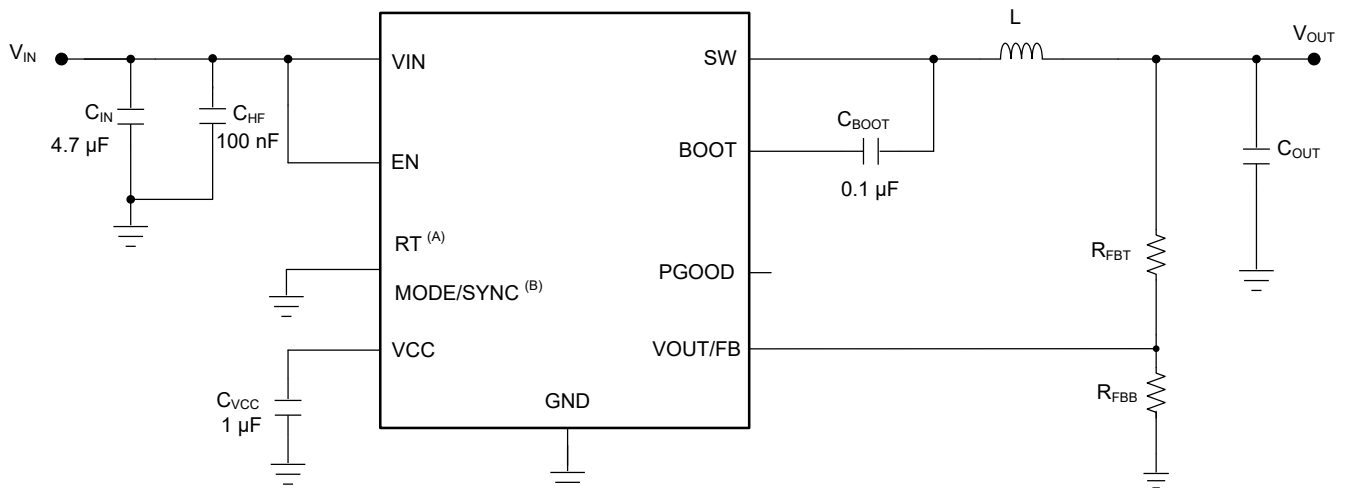 V_IN
C_IN
4.7 µF
C_HF
100 nF
VIN
EN
RT (A)
MODE/SYNC (B)
VCC
C_VCC
1 µF
GND
SW
BOOT
PGOOD
VOUT/FB
C_BOOT
0.1 µF
L
V_OUT
C_OUT
R_FBT
R_FBB